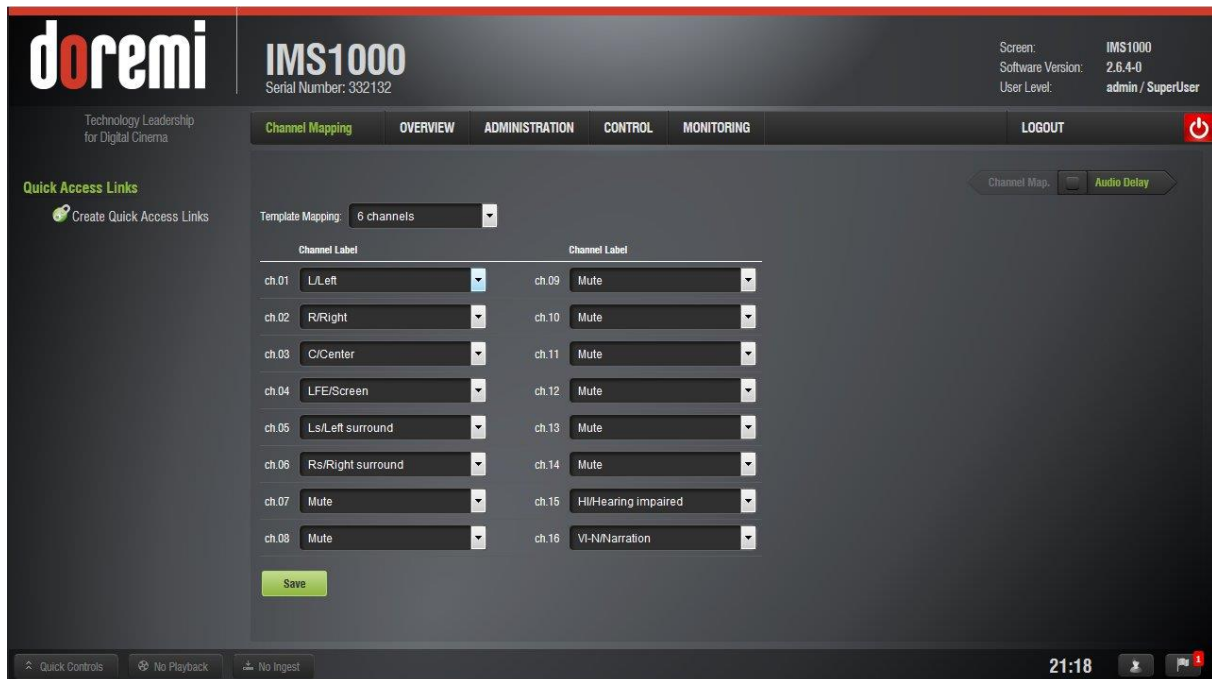 doremi
Technology Leadership
for Digital Cinema
IMS1000
Serial Number: 332132
Screen: IMS1000
Software Version: 2.6.4-0
User Level: admin / SuperUser
Channel Mapping OVERVIEW ADMINISTRATION CONTROL MONITORING LOGOUT
Quick Access Links
Create Quick Access Links
Channel Map. Audio Delay
Template Mapping: 6 channels
Channel Label Channel Label
ch.01 L/Left ch.09 Mute
ch.02 R/Right ch.10 Mute
ch.03 C/Center ch.11 Mute
ch.04 LFE/Screen ch.12 Mute
ch.05 Ls/Left surround ch.13 Mute
ch.06 Rs/Right surround ch.14 Mute
ch.07 Mute ch.15 HI/Hearing impaired
ch.08 Mute ch.16 VI-N/Narration
Save
Quick Controls No Playback No Ingest 21:18 1